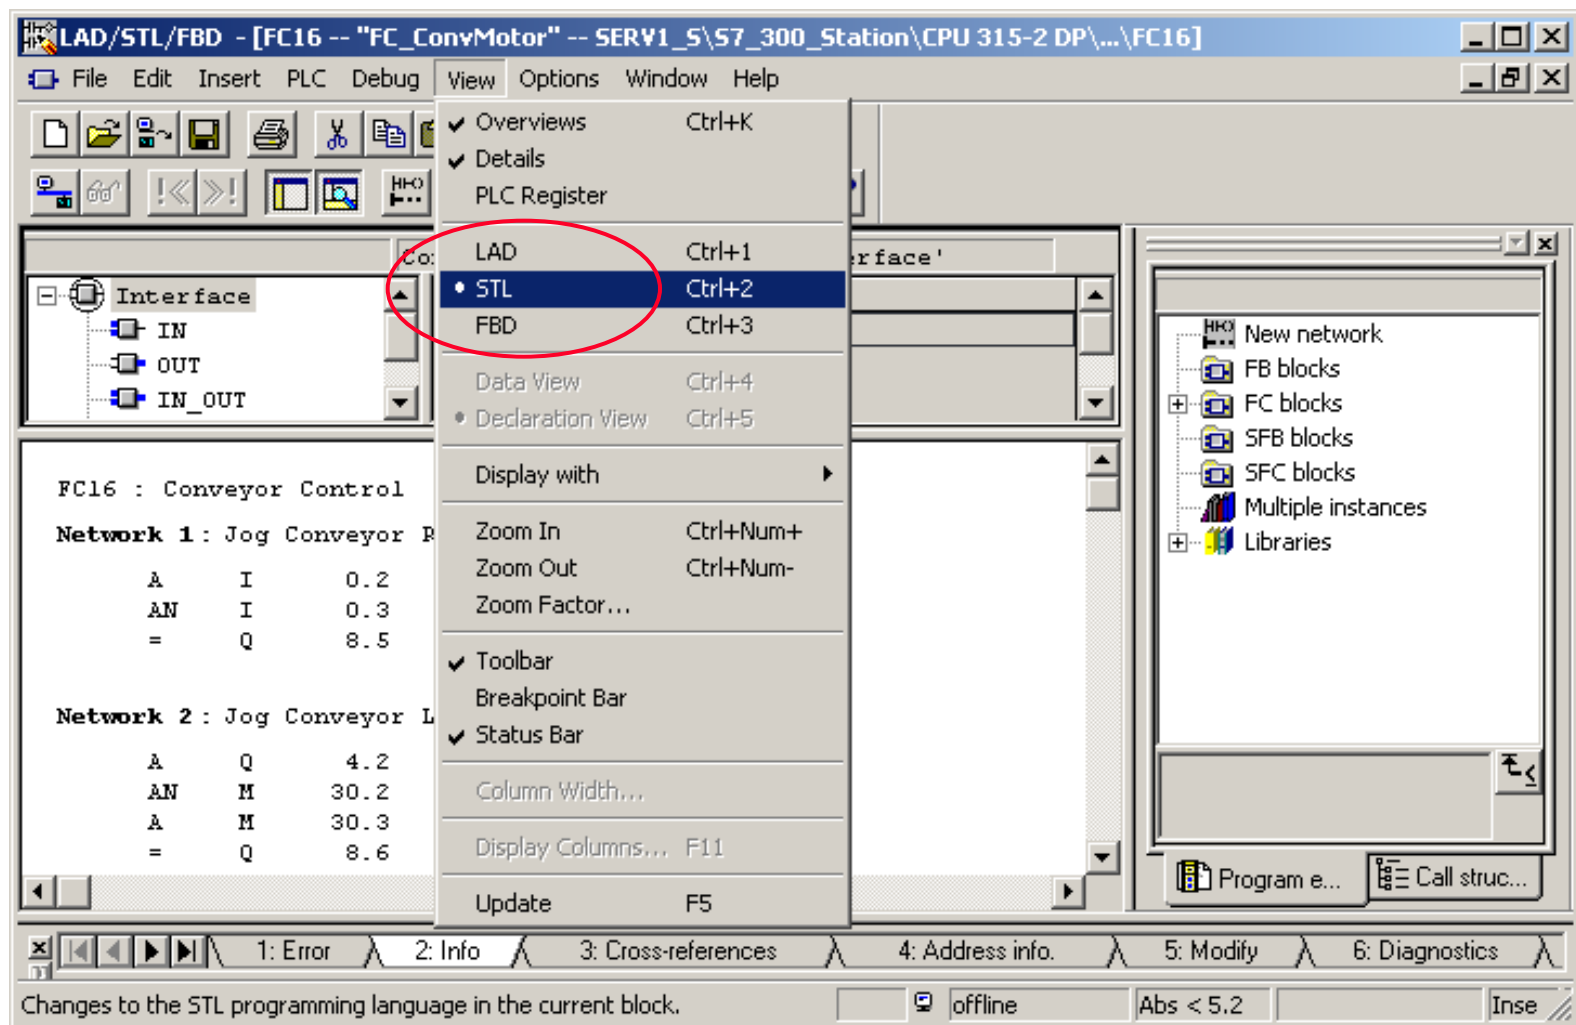 LAD/STL/FBD - [FC16 -- "FC_ConvMotor" -- SERV1_S\S7_300_Station\CPU 315-2 DP\...\FC16]
File Edit Insert PLC Debug View Options Window Help
Overviews Ctrl+K
Details
PLC Register
LAD Ctrl+1
STL Ctrl+2
FBD Ctrl+3
Data View Ctrl+4
Declaration View Ctrl+5
Display with
Zoom In Ctrl+Num+
Zoom Out Ctrl+Num-
Zoom Factor...
Toolbar
Breakpoint Bar
Status Bar
Column Width...
Display Columns... F11
Update F5
Interface
IN
OUT
IN_OUT
FC16 : Conveyor Control
Network 1 : Jog Conveyor
A I 0.2
AN I 0.3
= Q 8.5
Network 2 : Jog Conveyor
A Q 4.2
AN M 30.2
A M 30.3
= Q 8.6
New network
FB blocks
FC blocks
SFB blocks
SFC blocks
Multiple instances
Libraries
Program e... Call struc...
1: Error 2: Info 3: Cross-references 4: Address info. 5: Modify 6: Diagnostics
Changes to the STL programming language in the current block. offline Abs < 5.2 Inse